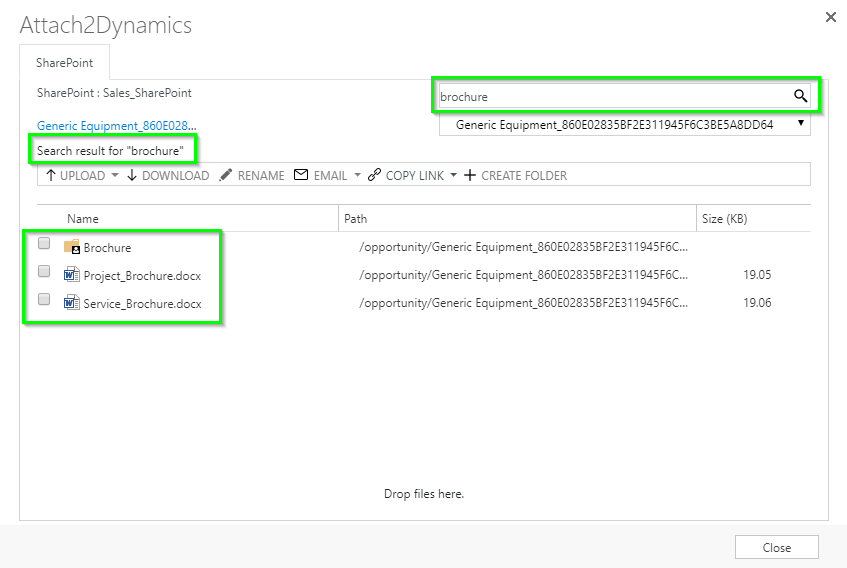 Attach2Dynamics
SharePoint
SharePoint : Sales_SharePoint
brochure
Generic Equipment_860E028...
Generic Equipment_860E02835BF2E311945F6C3BE5A8DD64
Search result for "brochure"
UPLOAD DOWNLOAD RENAME EMAIL COPY LINK CREATE FOLDER
Name Path Size (KB)
Brochure /opportunity/Generic Equipment_860E02835BF2E311945F6C...
Project_Brochure.docx /opportunity/Generic Equipment_860E02835BF2E311945F6C... 19.05
Service_Brochure.docx /opportunity/Generic Equipment_860E02835BF2E311945F6C... 19.06
Drop files here.
Close